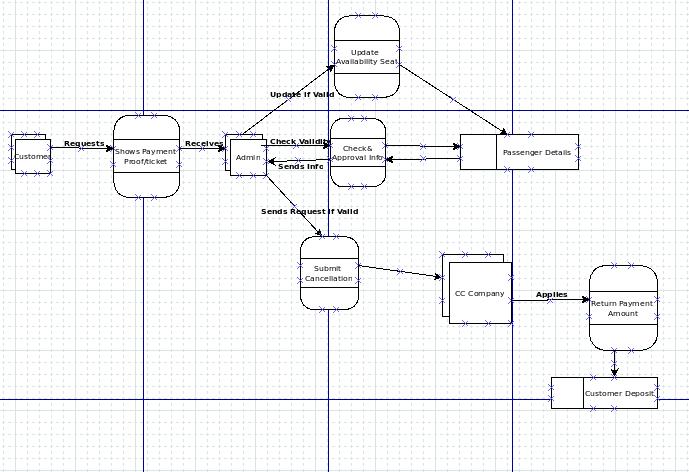 Update
Availability Seat
Update if Valid
Customer
Requests
Shows Payment
Proof/ticket
Receives
Admin
Check Validity
Sends Info
Check&
Approval Info
Passenger Details
Sends Request if Valid
Submit
Cancellation
CC Company
Applies
Return Payment
Amount
Customer Deposit